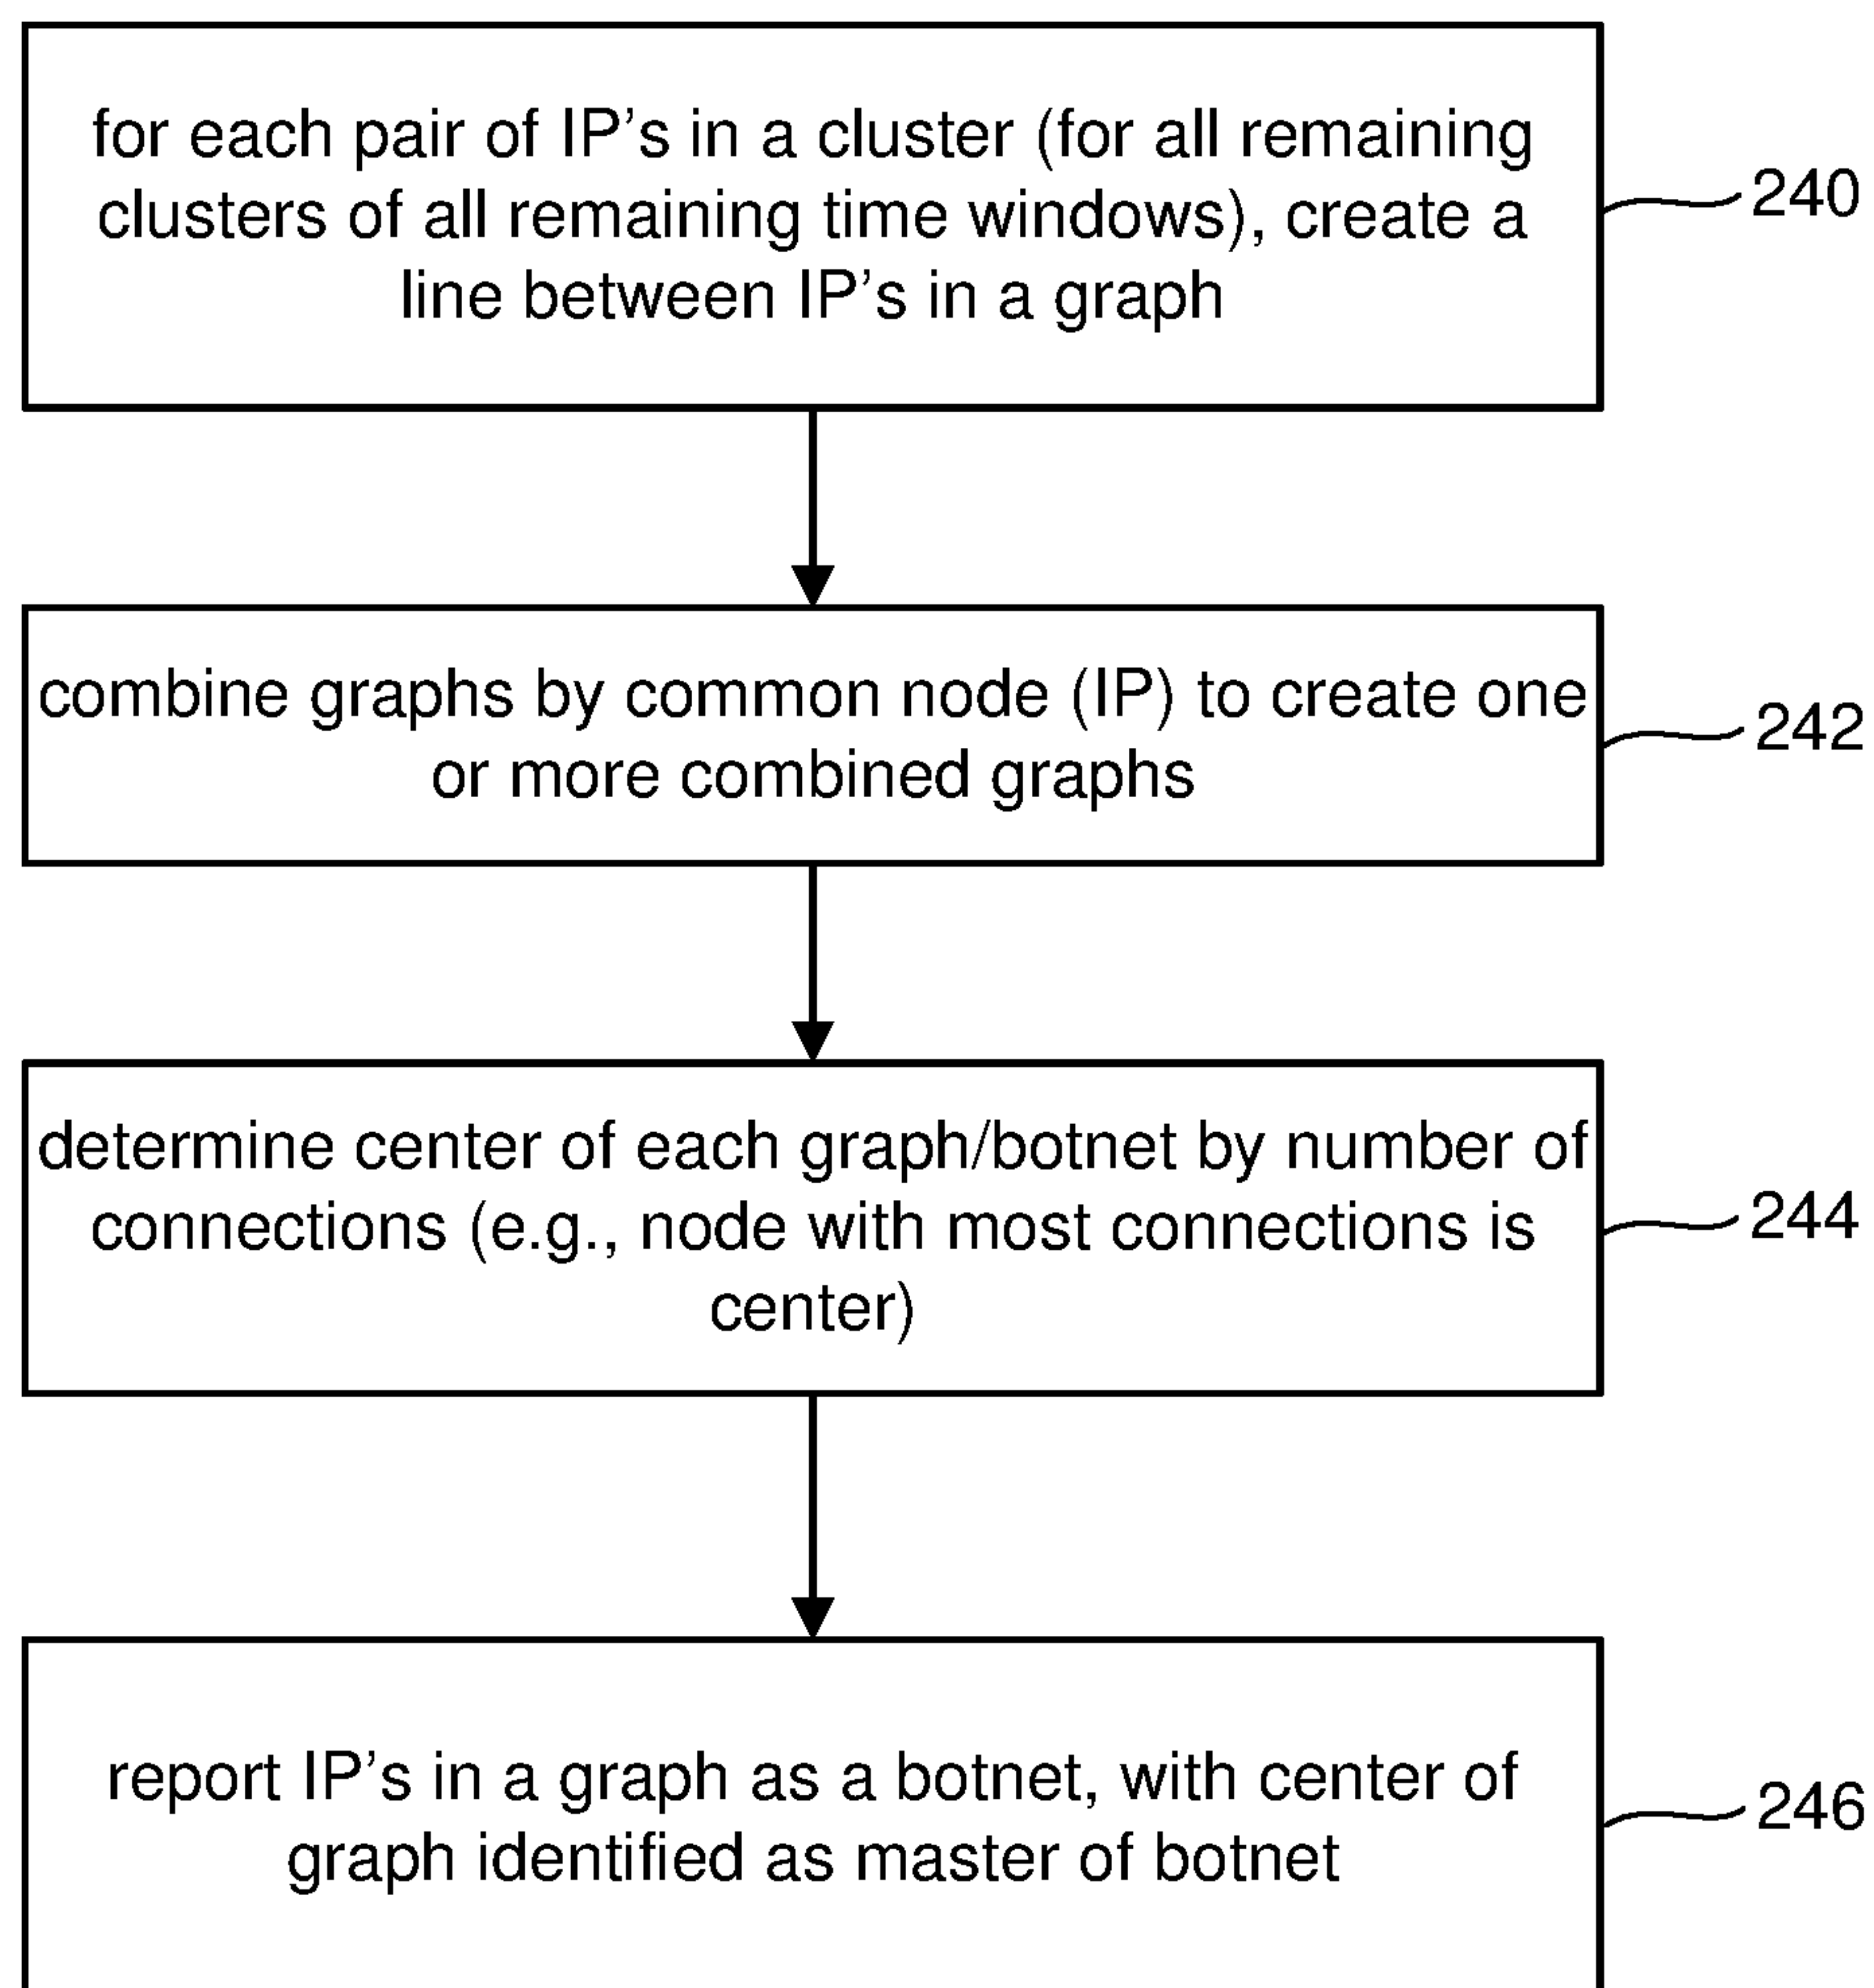 for each pair of IP's in a cluster (for all remaining
clusters of all remaining time windows), create a
line between IP's in a graph
240
combine graphs by common node (IP) to create one
or more combined graphs
242
determine center of each graph/botnet by number of
connections (e.g., node with most connections is
center)
244
report IP's in a graph as a botnet, with center of
graph identified as master of botnet
246